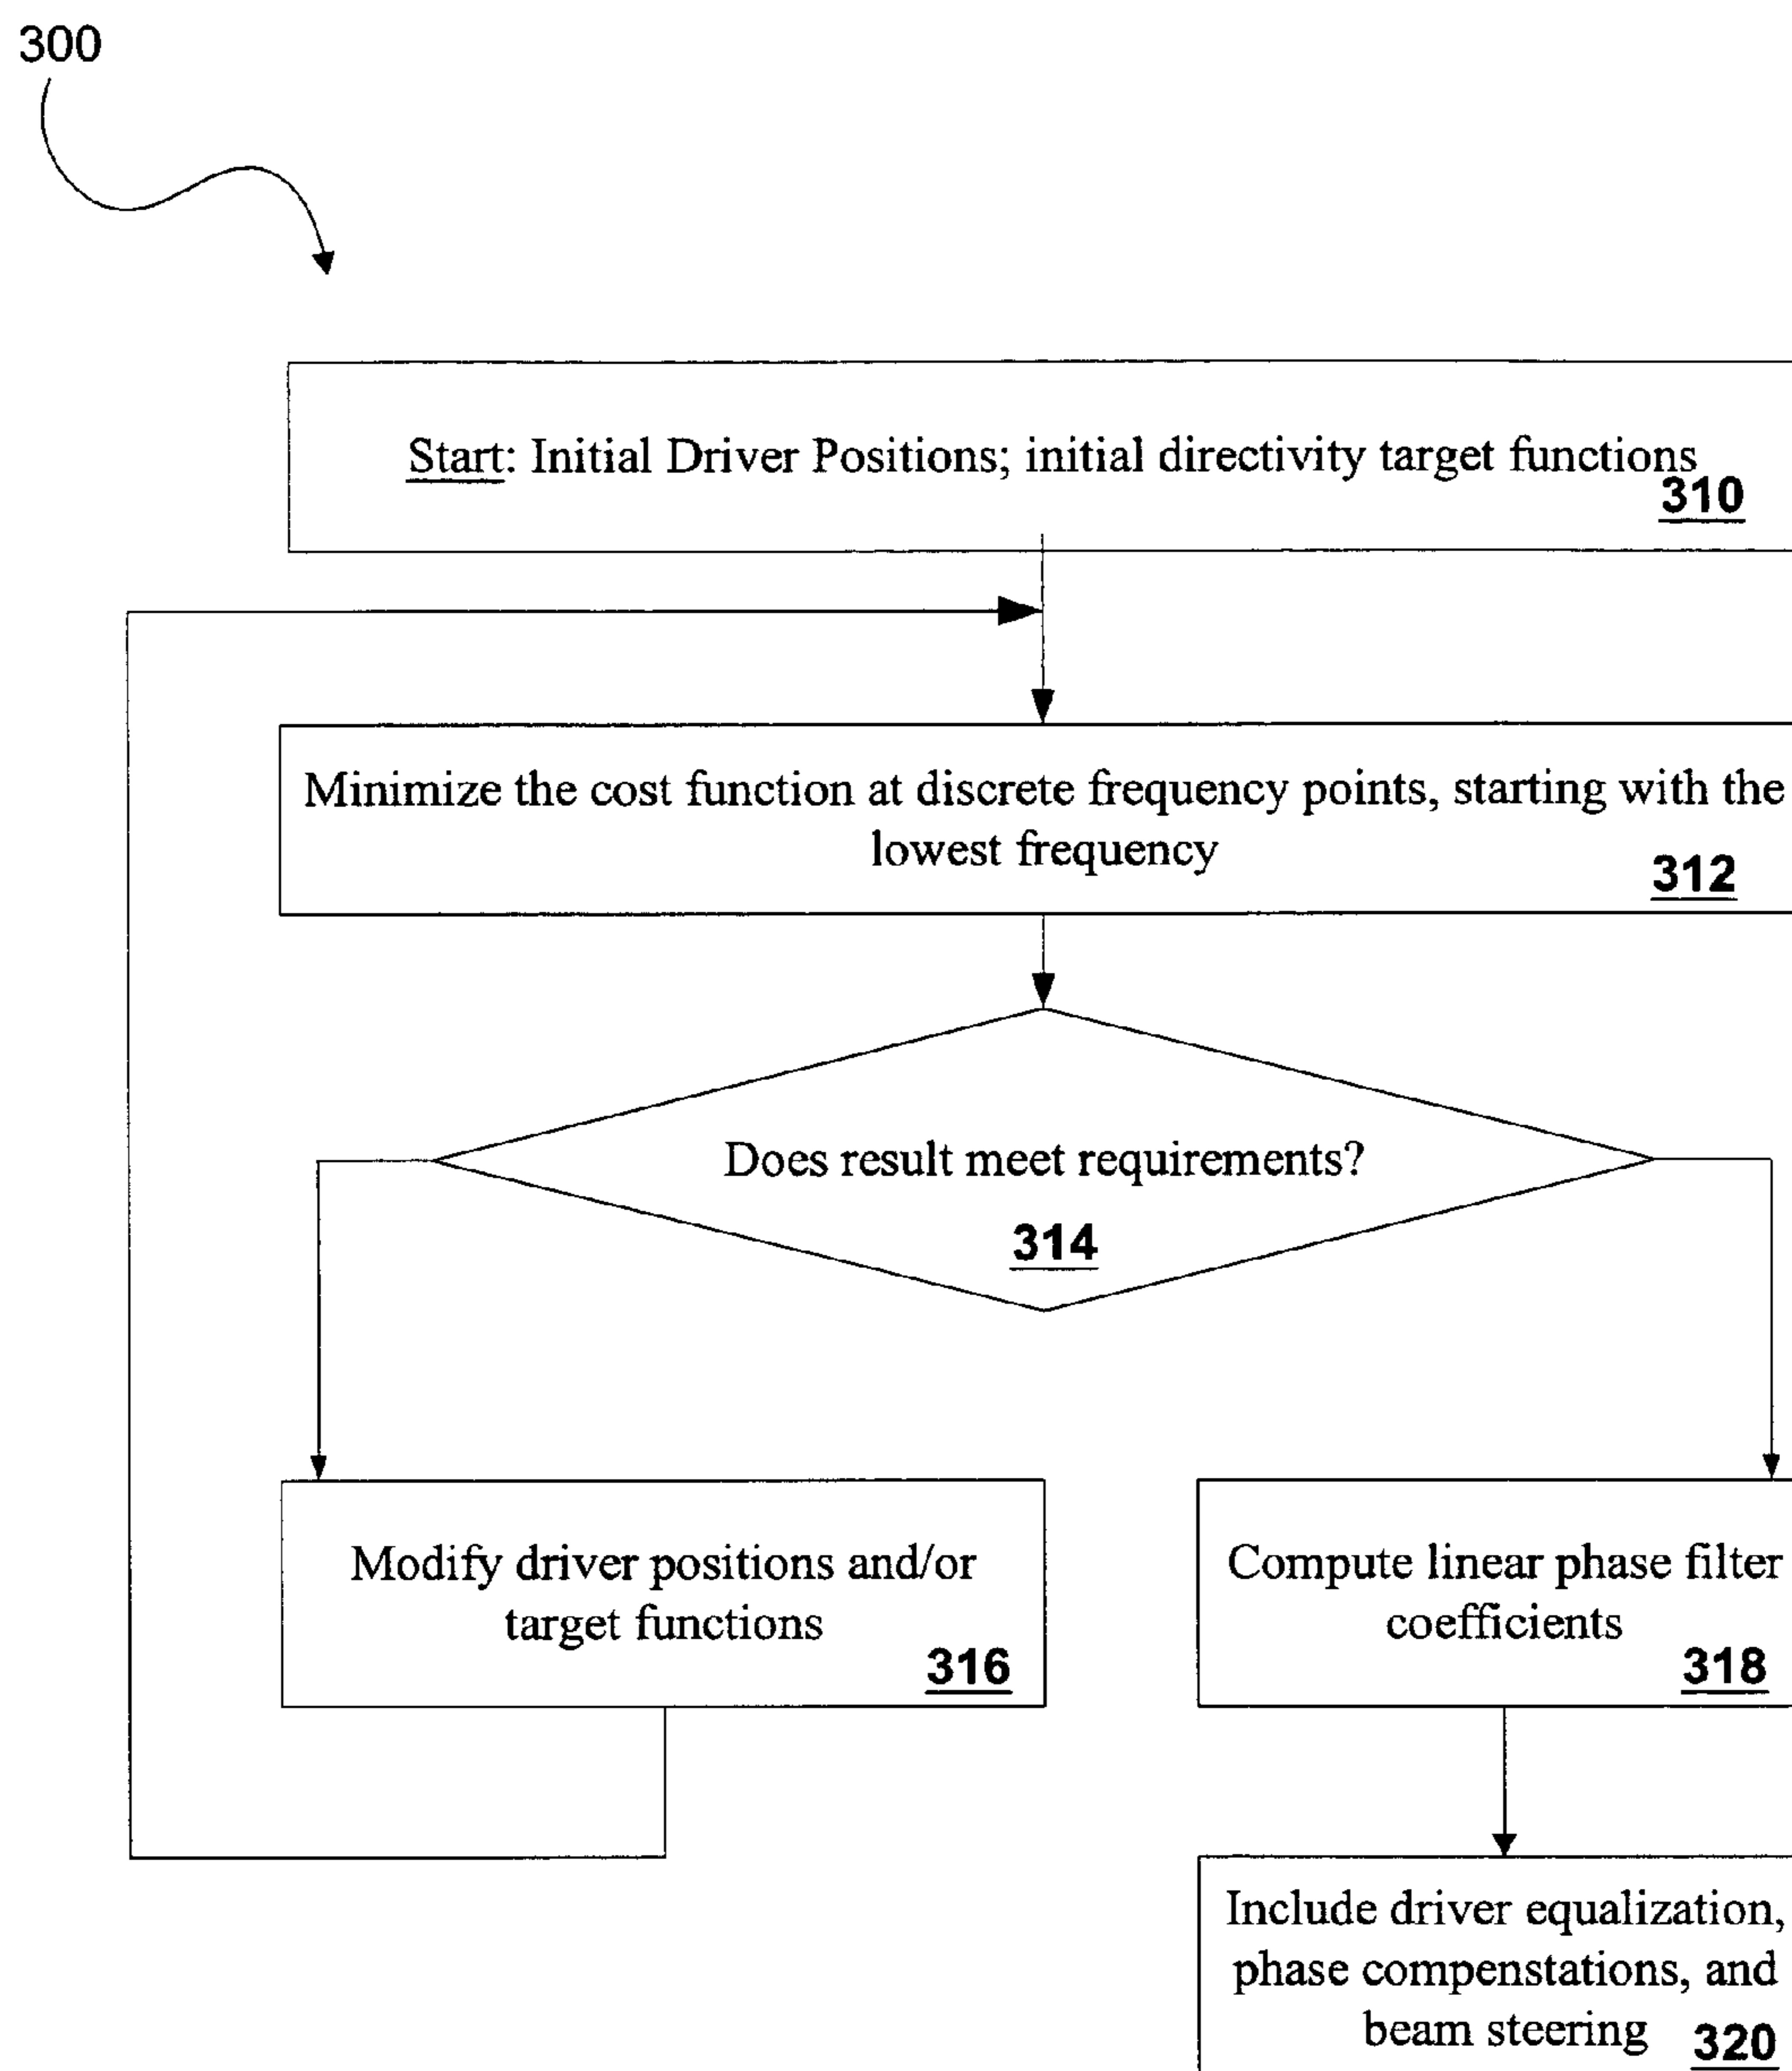 300
Start: Initial Driver Positions; initial directivity target functions
310
Minimize the cost function at discrete frequency points, starting with the
lowest frequency
312
Does result meet requirements?
314
Modify driver positions and/or
target functions
316
Compute linear phase filter
coefficients
318
Include driver equalization,
phase compenstations, and
beam steering 320